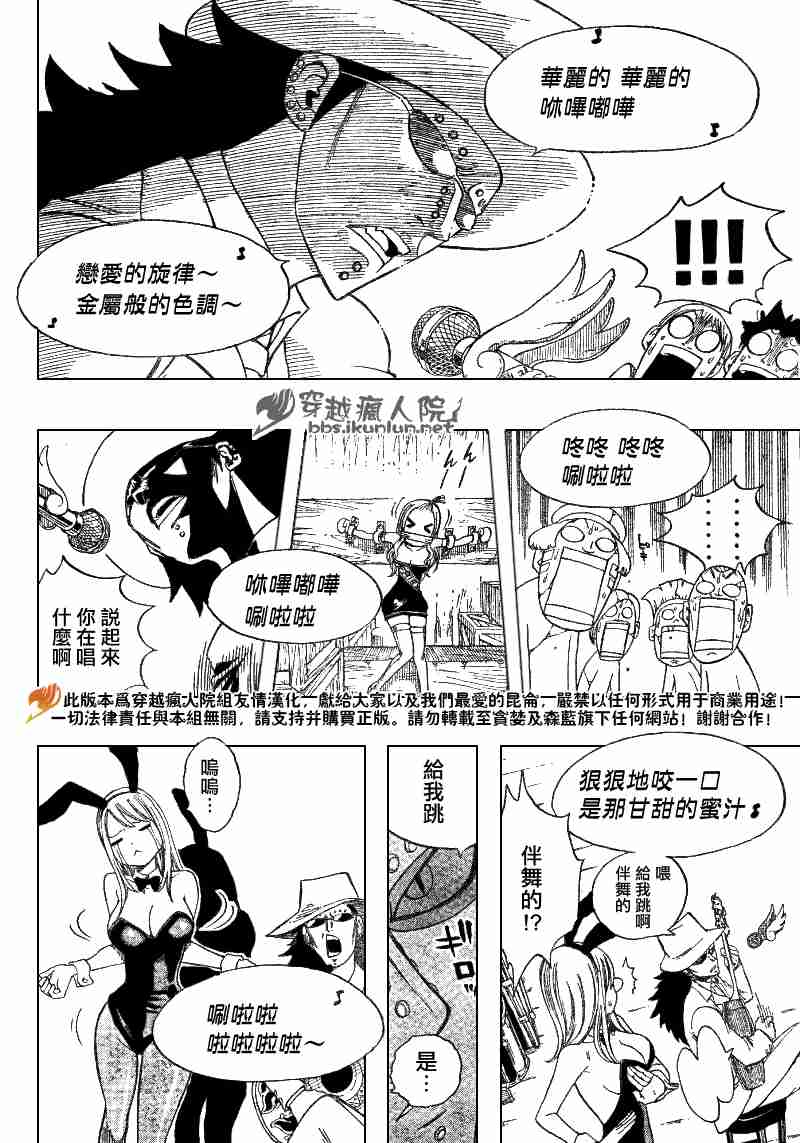 華麗的 華麗的
咻嗶嘟嘩
!!!
戀愛的旋律～
金屬般的色調～
穿越瘋人院
bbs.ikunlun.net
咚咚 咚咚
唰啦啦
……
んん
咻嗶嘟嘩
唰啦啦
說起來
你在唱
什麼啊
此版本爲穿越瘋人院組友情漢化，獻給大家以及我們最愛的昆侖，嚴禁以任何形式用于商業用途！
一切法律責任與本組無關，請支持并購買正版。請勿轉載至貪婪及森藍旗下任何網站！謝謝合作！
狠狠地咬一口
是那甘甜的蜜汁
喂
給我跳啊
伴舞的
伴舞的!?
給我跳
ギロ
是…
嗚嗚…
唰啦啦
啦啦啦啦～